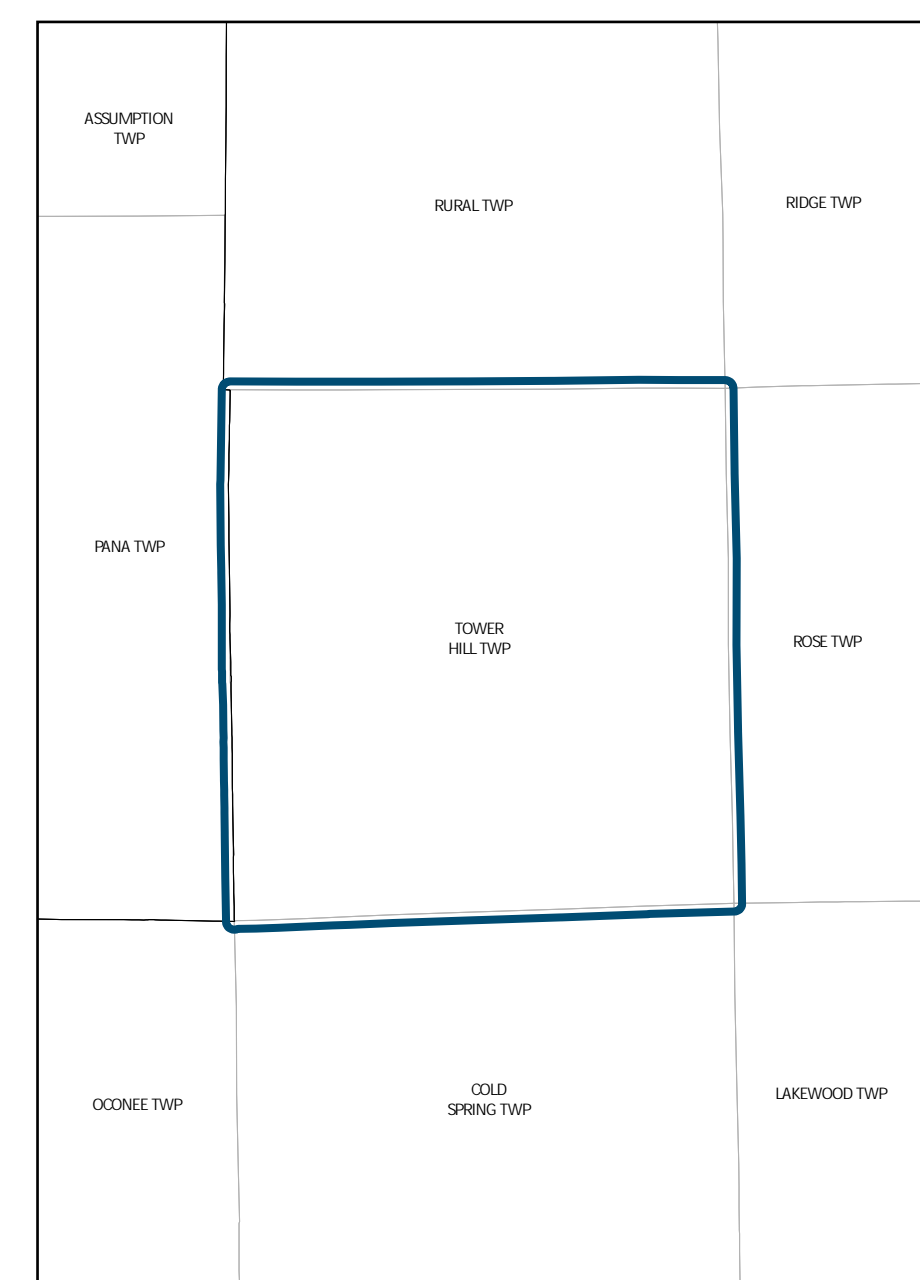 ASSUMPTION
TWP
RURAL TWP
RIDGE TWP
PANA TWP
TOWER
HILL TWP
ROSE TWP
OCONEE TWP
COLD
SPRING TWP
LAKEWOOD TWP